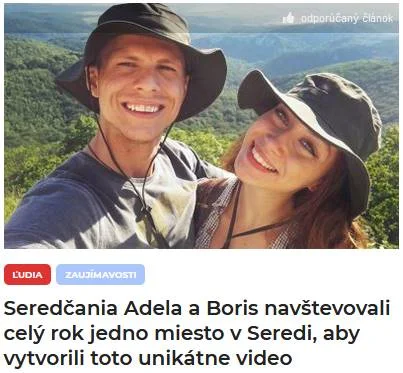 odporúčaný článok
ĽUDIA
ZAUJÍMAVOSTI
Seredčania Adela a Boris navštevovali
celý rok jedno miesto v Seredi, aby
vytvorili toto unikátne video